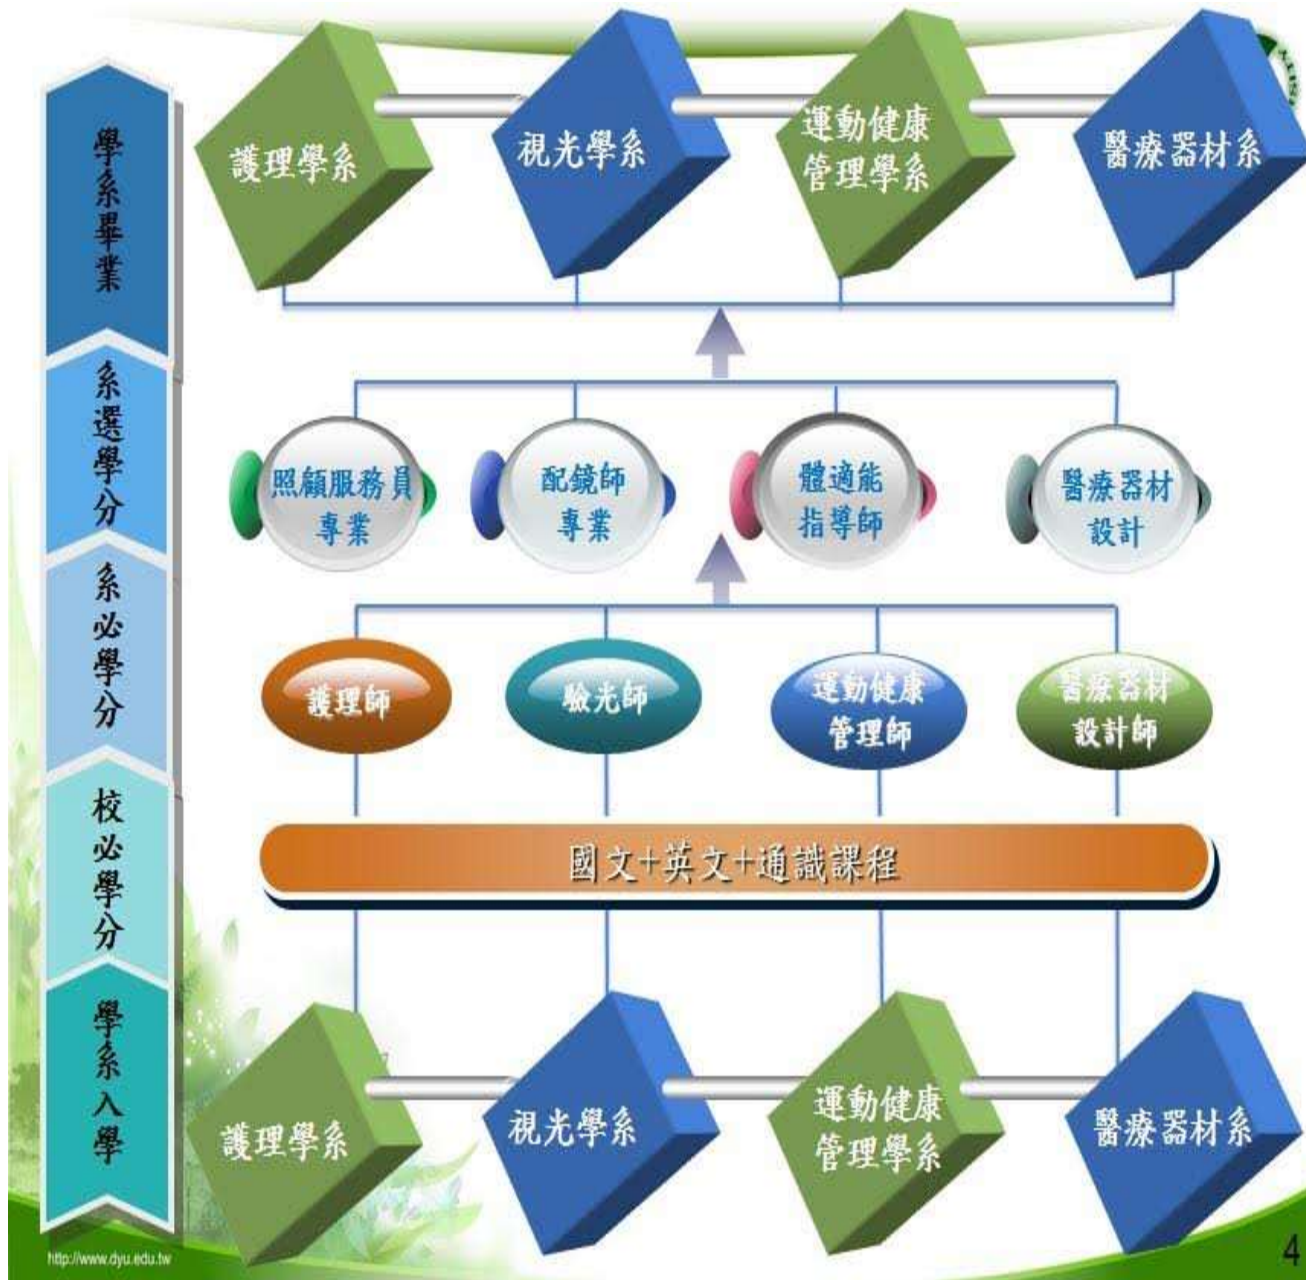 護理學系
視光學系
運動健康
管理學系
醫療器材系
學系畢業
系選學分
照顧服務員
專業
配鏡師
專業
體適能
指導師
醫療器材
設計
系必學分
護理師
驗光師
運動健康
管理師
醫療器材
設計師
校必學分
國文+英文+通識課程
學系入學
護理學系
視光學系
運動健康
管理學系
醫療器材系
http://www.dyu.edu.tw
4